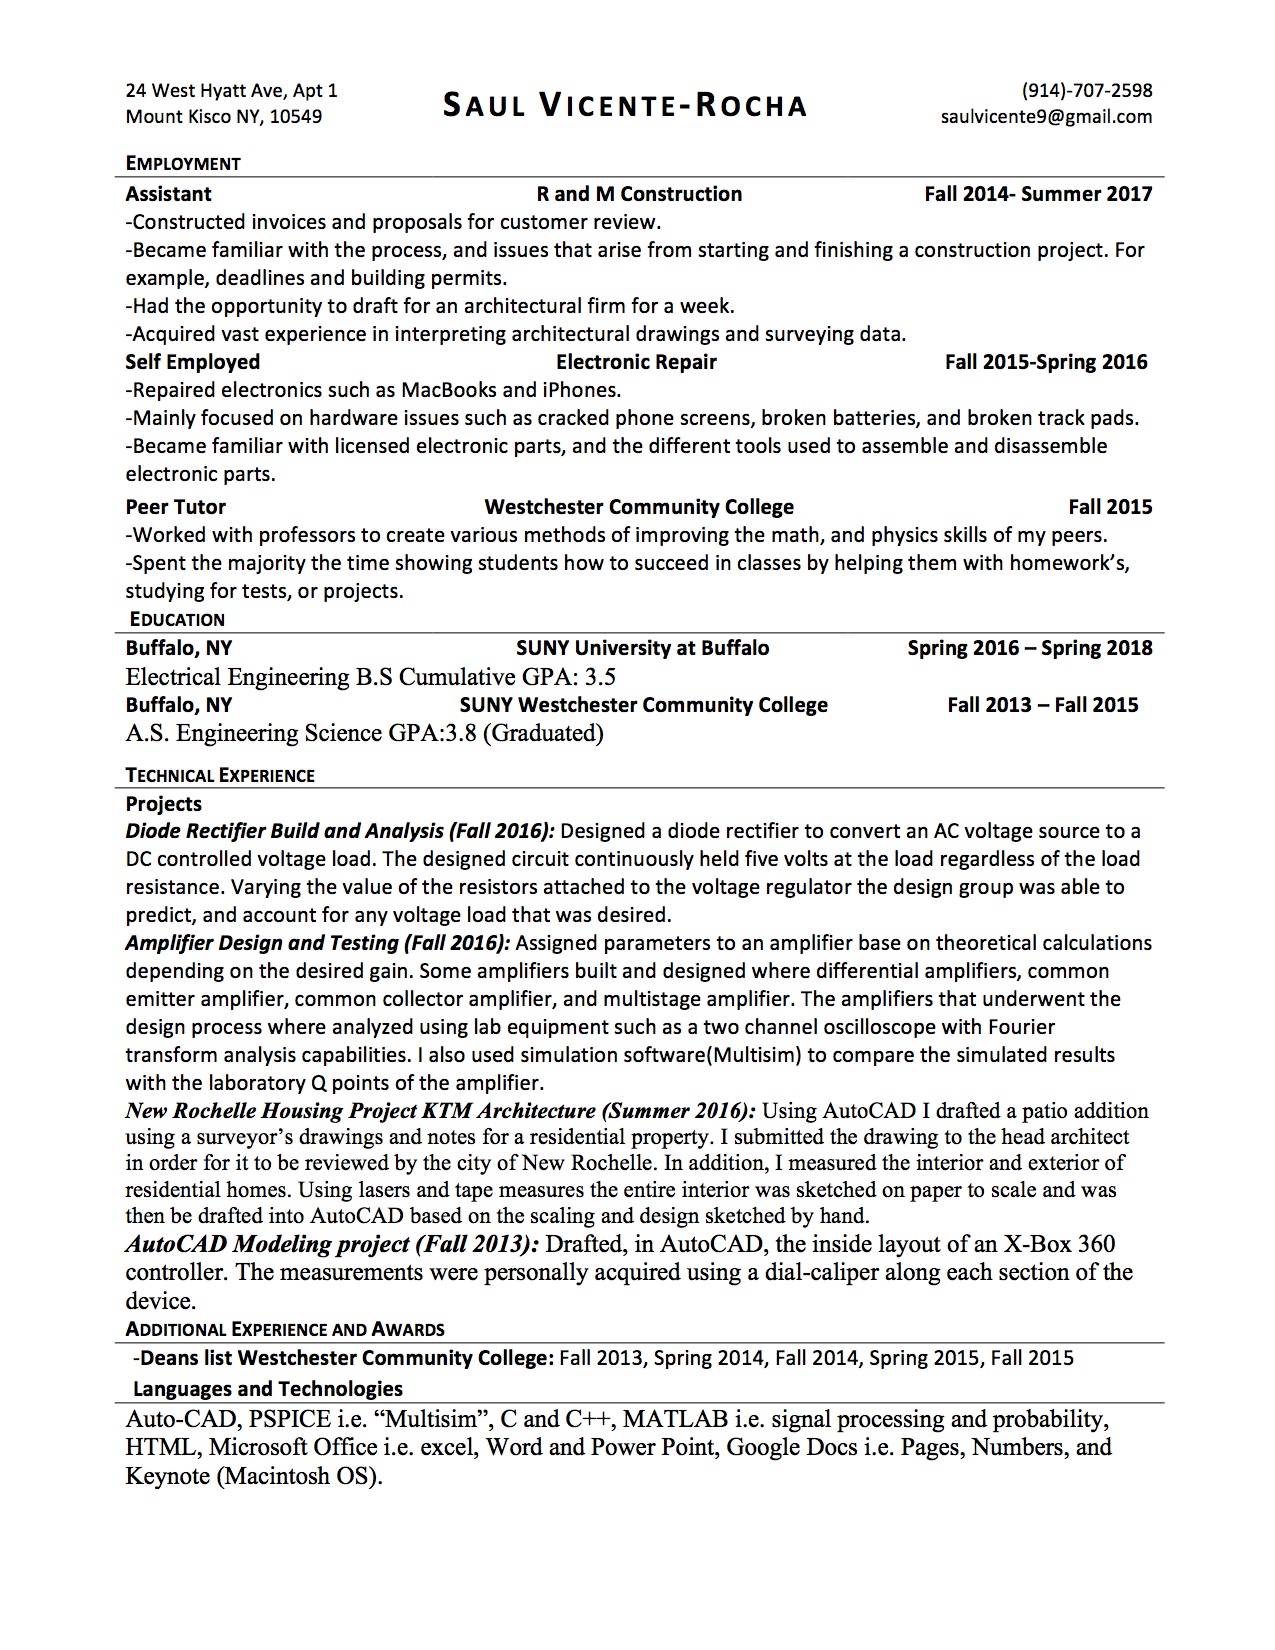 24 West Hyatt Ave, Apt 1
Mount Kisco NY, 10549
SAUL VICENTE-ROCHA
(914)-707-2598
saulvicente9@gmail.com
EMPLOYMENT
Assistant R and M Construction Fall 2014- Summer 2017
-Constructed invoices and proposals for customer review.
-Became familiar with the process, and issues that arise from starting and finishing a construction project. For
example, deadlines and building permits.
-Had the opportunity to draft for an architectural firm for a week.
-Acquired vast experience in interpreting architectural drawings and surveying data.
Self Employed Electronic Repair Fall 2015-Spring 2016
-Repaired electronics such as MacBooks and iPhones.
-Mainly focused on hardware issues such as cracked phone screens, broken batteries, and broken track pads.
-Became familiar with licensed electronic parts, and the different tools used to assemble and disassemble
electronic parts.
Peer Tutor Westchester Community College Fall 2015
-Worked with professors to create various methods of improving the math, and physics skills of my peers.
-Spent the majority the time showing students how to succeed in classes by helping them with homework’s,
studying for tests, or projects.
EDUCATION
Buffalo, NY SUNY University at Buffalo Spring 2016 – Spring 2018
Electrical Engineering B.S Cumulative GPA: 3.5
Buffalo, NY SUNY Westchester Community College Fall 2013 – Fall 2015
A.S. Engineering Science GPA:3.8 (Graduated)
TECHNICAL EXPERIENCE
Projects
Diode Rectifier Build and Analysis (Fall 2016): Designed a diode rectifier to convert an AC voltage source to a
DC controlled voltage load. The designed circuit continuously held five volts at the load regardless of the load
resistance. Varying the value of the resistors attached to the voltage regulator the design group was able to
predict, and account for any voltage load that was desired.
Amplifier Design and Testing (Fall 2016): Assigned parameters to an amplifier base on theoretical calculations
depending on the desired gain. Some amplifiers built and designed where differential amplifiers, common
emitter amplifier, common collector amplifier, and multistage amplifier. The amplifiers that underwent the
design process where analyzed using lab equipment such as a two channel oscilloscope with Fourier
transform analysis capabilities. I also used simulation software(Multisim) to compare the simulated results
with the laboratory Q points of the amplifier.
New Rochelle Housing Project KTM Architecture (Summer 2016): Using AutoCAD I drafted a patio addition
using a surveyor’s drawings and notes for a residential property. I submitted the drawing to the head architect
in order for it to be reviewed by the city of New Rochelle. In addition, I measured the interior and exterior of
residential homes. Using lasers and tape measures the entire interior was sketched on paper to scale and was
then be drafted into AutoCAD based on the scaling and design sketched by hand.
AutoCAD Modeling project (Fall 2013): Drafted, in AutoCAD, the inside layout of an X-Box 360
controller. The measurements were personally acquired using a dial-caliper along each section of the
device.
ADDITIONAL EXPERIENCE AND AWARDS
-Deans list Westchester Community College: Fall 2013, Spring 2014, Fall 2014, Spring 2015, Fall 2015
Languages and Technologies
Auto-CAD, PSPICE i.e. “Multisim”, C and C++, MATLAB i.e. signal processing and probability,
HTML, Microsoft Office i.e. excel, Word and Power Point, Google Docs i.e. Pages, Numbers, and
Keynote (Macintosh OS).